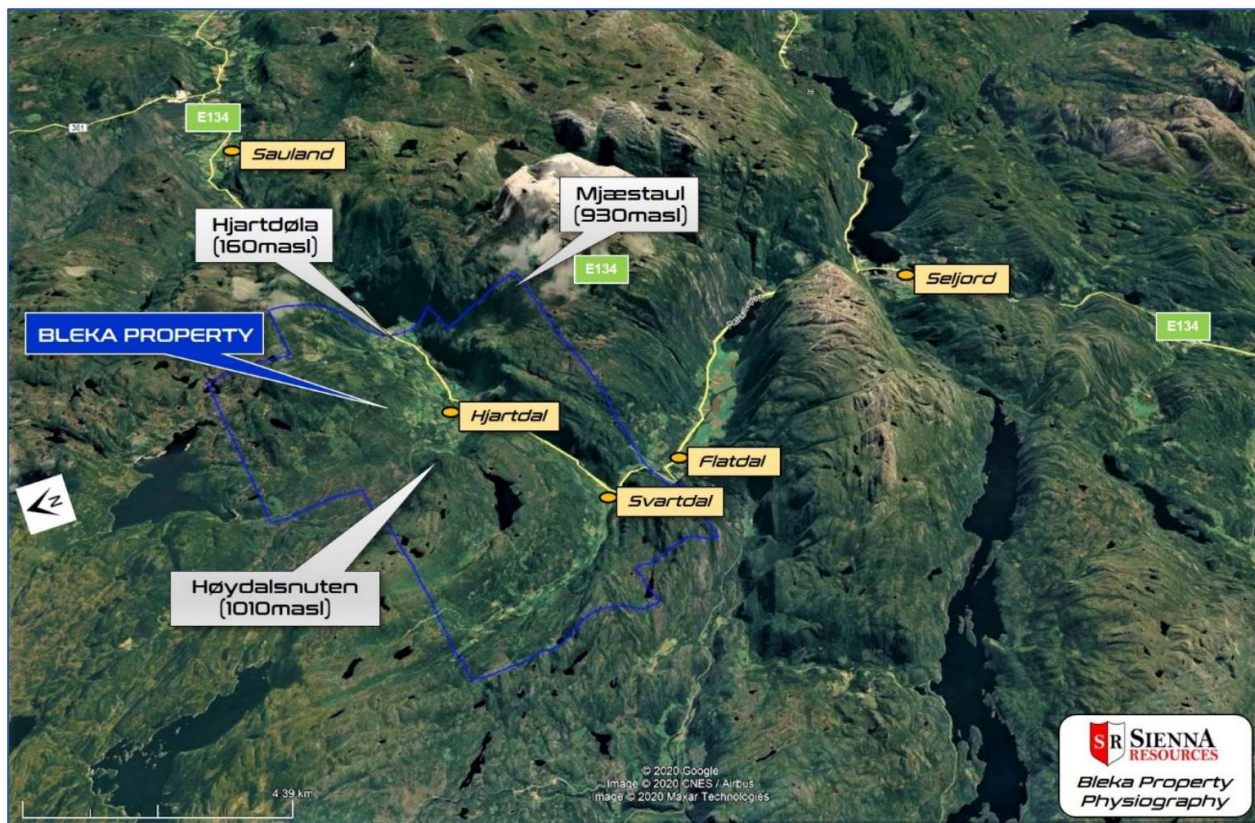 E134
361
Sauland
Hjartdøla
(160masl)
Mjæstaul
(930masl)
E134
Seljord
BLEKA PROPERTY
E134
Hjartdal
Flatdal
N
Svartdal
Høydalsnuten
(1010masl)
© 2020 Google
Image © 2020 CNES / Airbus
Image © 2020 Maxar Technologies
4.39 km
SR SIENNA
RESOURCES
Bleka Property
Physiography